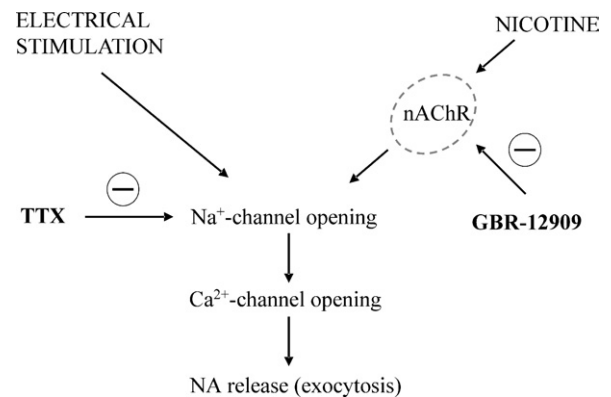 ELECTRICAL
STIMULATION
NICOTINE
nAChR
TTX
Na⁺-channel opening
GBR-12909
Ca²⁺-channel opening
NA release (exocytosis)